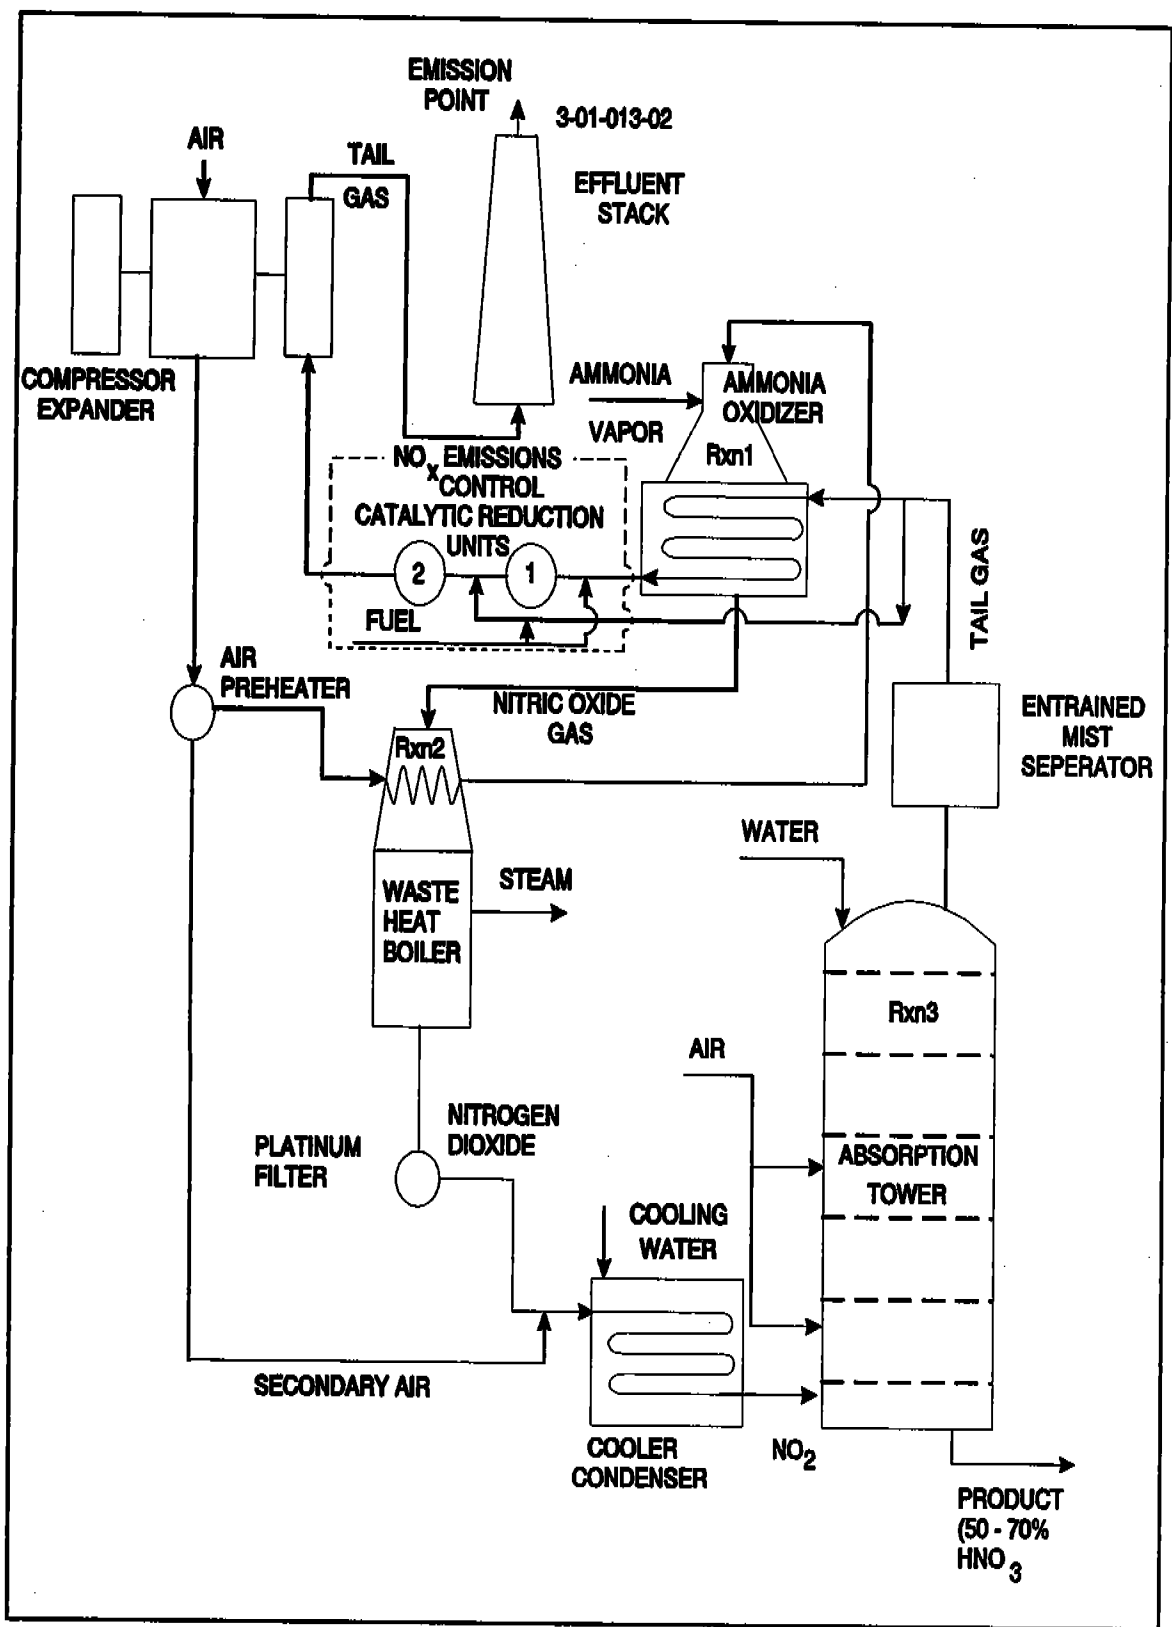 EMISSION
POINT
3-01-013-02
AIR
TAIL
GAS
EFFLUENT
STACK
COMPRESSOR
EXPANDER
AMMONIA
VAPOR
AMMONIA
OXIDIZER
Rxn1
NOx EMISSIONS
CONTROL
CATALYTIC REDUCTION
UNITS
2
1
FUEL
TAIL GAS
AIR
PREHEATER
NITRIC OXIDE
GAS
Rxn2
ENTRAINED
MIST
SEPERATOR
WATER
STEAM
WASTE
HEAT
BOILER
Rxn3
AIR
NITROGEN
DIOXIDE
PLATINUM
FILTER
ABSORPTION
TOWER
COOLING
WATER
SECONDARY AIR
COOLER
CONDENSER
NO2
PRODUCT
(50 - 70%
HNO3